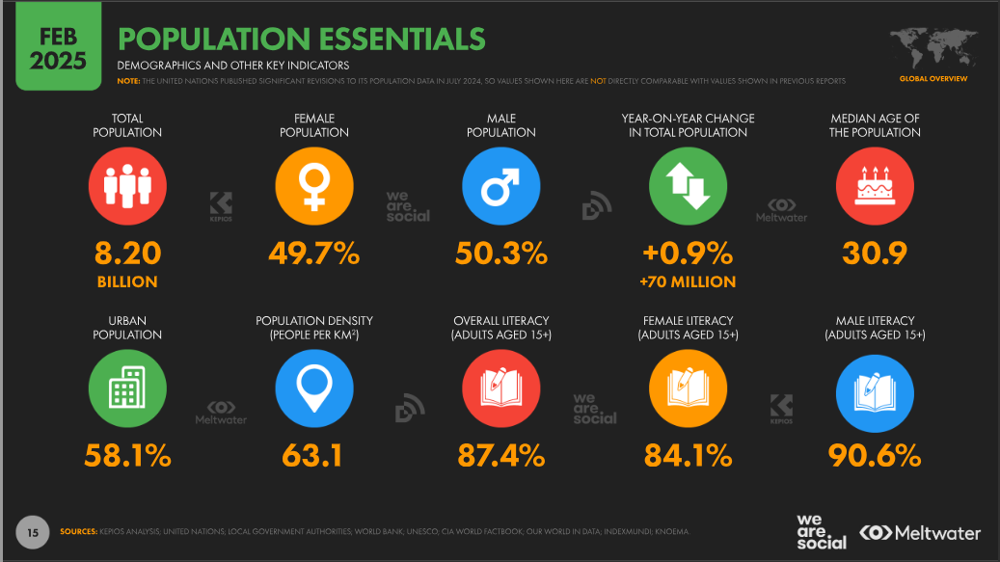 FEB
2025
POPULATION ESSENTIALS
DEMOGRAPHICS AND OTHER KEY INDICATORS
NOTE: THE UNITED NATIONS PUBLISHED SIGNIFICANT REVISIONS TO ITS POPULATION DATA IN JULY 2024, SO VALUES SHOWN HERE ARE NOT DIRECTLY COMPARABLE WITH VALUES SHOWN IN PREVIOUS REPORTS
GLOBAL OVERVIEW
TOTAL
POPULATION
8.20
BILLION
FEMALE
POPULATION
49.7%
MALE
POPULATION
50.3%
YEAR-ON-YEAR CHANGE
IN TOTAL POPULATION
+0.9%
+70 MILLION
MEDIAN AGE OF
THE POPULATION
30.9
KEPIOS
we
are
social
Meltwater
URBAN
POPULATION
58.1%
POPULATION DENSITY
(PEOPLE PER KM²)
63.1
OVERALL LITERACY
(ADULTS AGED 15+)
87.4%
FEMALE LITERACY
(ADULTS AGED 15+)
84.1%
MALE LITERACY
(ADULTS AGED 15+)
90.6%
Meltwater
we
are
social
KEPIOS
15
SOURCES: KEPIOS ANALYSIS; UNITED NATIONS; LOCAL GOVERNMENT AUTHORITIES; WORLD BANK; UNESCO; CIA WORLD FACTBOOK; OUR WORLD IN DATA; INDEXMUNDI; KNOEMA.
we
are
social
Meltwater